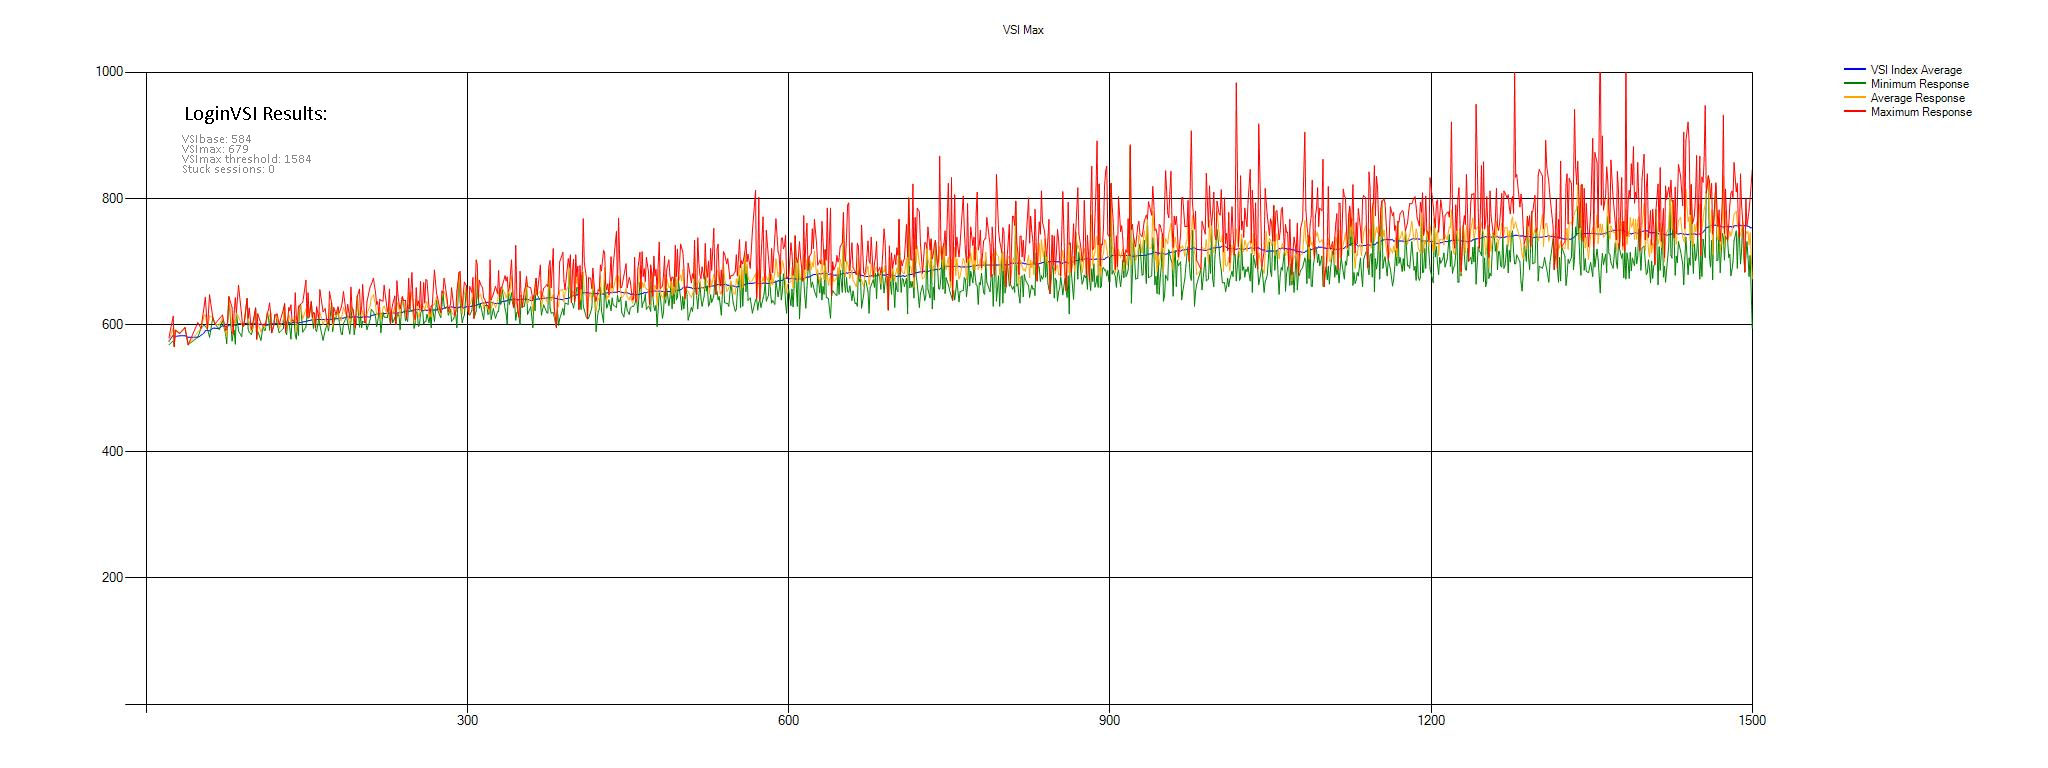 VSI Max
1000
800
600
400
200
LoginVSI Results:
VSIbase: 584
VSImax: 679
VSImax threshold: 1584
Stuck sessions: 0
VSI Index Average
Minimum Response
Average Response
Maximum Response
300 600 900 1200 1500